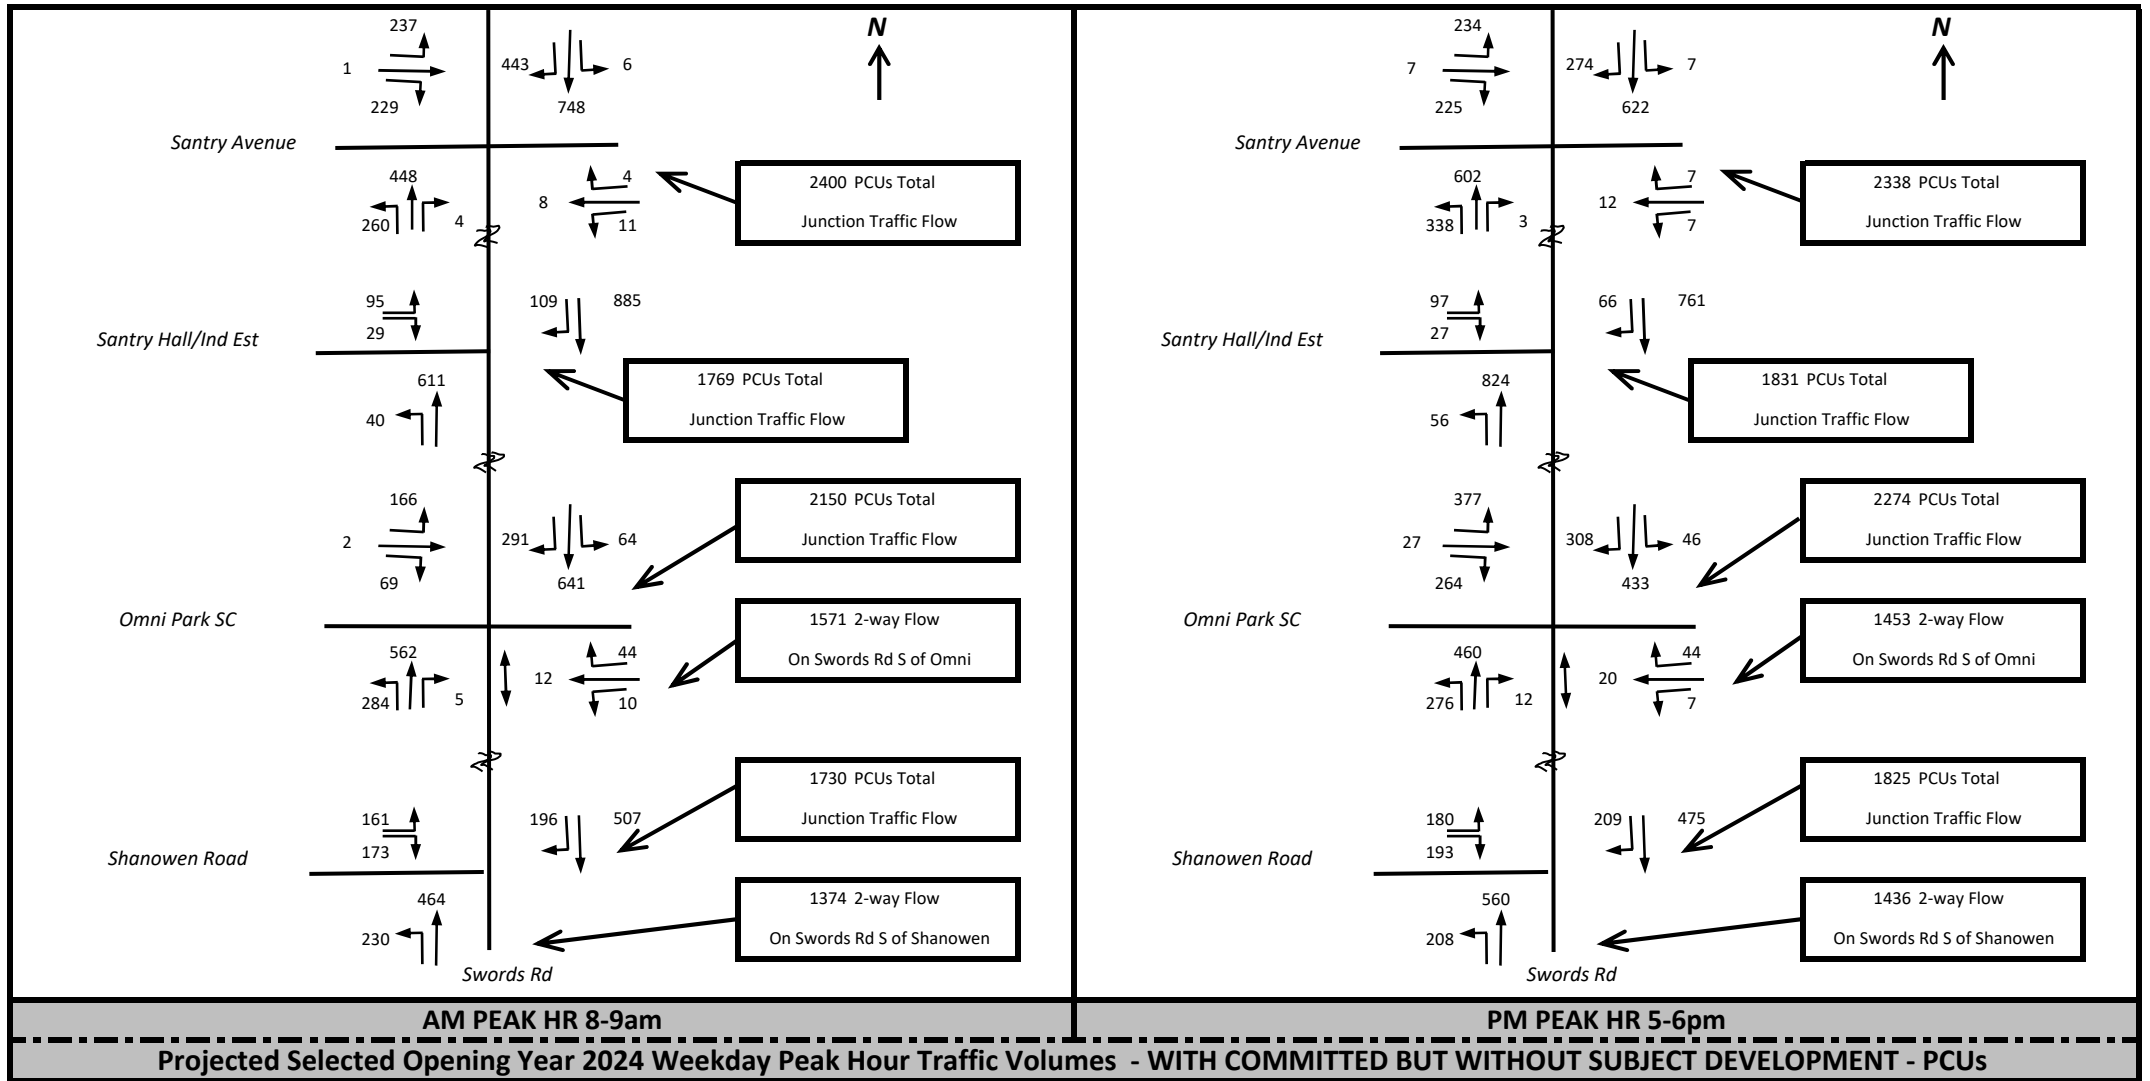 237
N
1
443
6
229
748
Santry Avenue
448
4
2400 PCUs Total
8
Junction Traffic Flow
260
4
11
95
109
885
29
Santry Hall/Ind Est
611
1769 PCUs Total
40
Junction Traffic Flow
166
2150 PCUs Total
2
291
64
Junction Traffic Flow
69
641
Omni Park SC
1571 2-way Flow
562
44
On Swords Rd S of Omni
12
284
5
10
1730 PCUs Total
161
196
507
Junction Traffic Flow
173
Shanowen Road
464
1374 2-way Flow
230
On Swords Rd S of Shanowen
Swords Rd
AM PEAK HR 8-9am
234
N
7
274
7
225
622
Santry Avenue
602
7
2338 PCUs Total
12
Junction Traffic Flow
338
3
7
97
66
761
27
Santry Hall/Ind Est
824
1831 PCUs Total
56
Junction Traffic Flow
377
2274 PCUs Total
27
308
46
Junction Traffic Flow
264
433
Omni Park SC
1453 2-way Flow
460
44
On Swords Rd S of Omni
20
276
12
7
1825 PCUs Total
180
209
475
Junction Traffic Flow
193
Shanowen Road
560
1436 2-way Flow
208
On Swords Rd S of Shanowen
Swords Rd
PM PEAK HR 5-6pm
Projected Selected Opening Year 2024 Weekday Peak Hour Traffic Volumes - WITH COMMITTED BUT WITHOUT SUBJECT DEVELOPMENT - PCUs